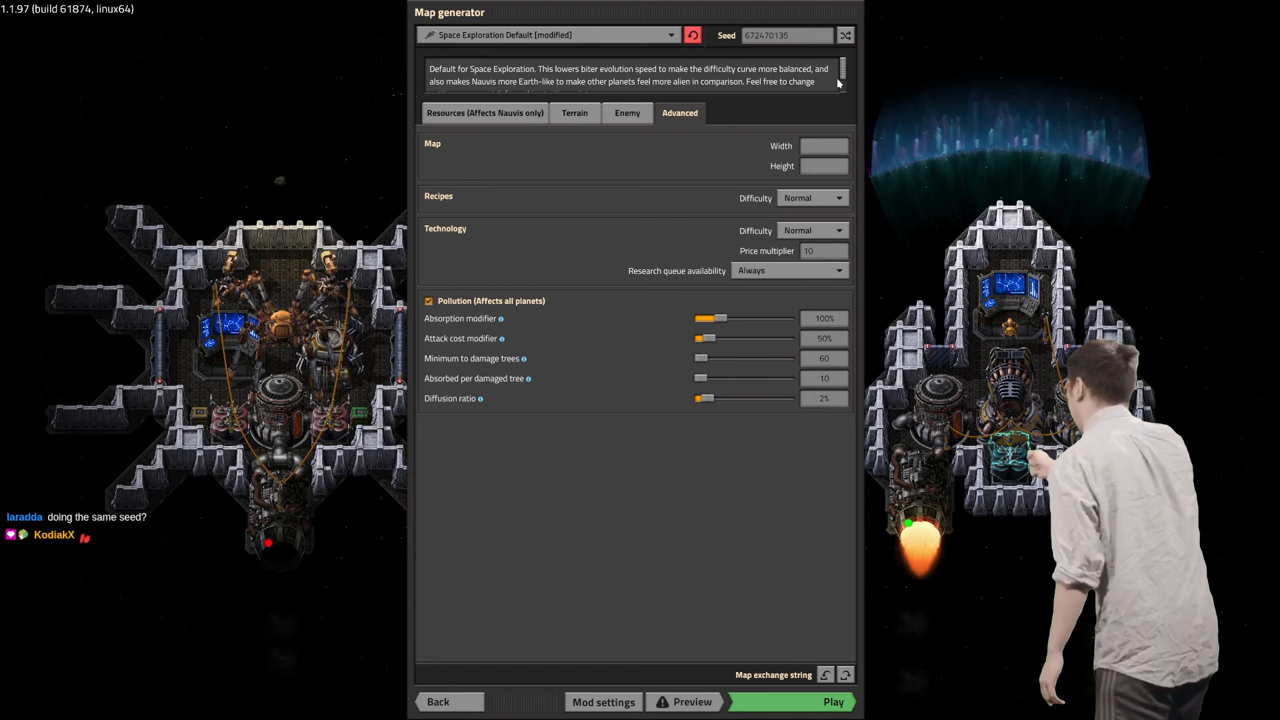 1.1.97 (build 61874, linux64)
Map generator
Space Exploration Default [modified]
Seed
672470135
Default for Space Exploration. This lowers biter evolution speed to make the difficulty curve more balanced, and
also makes Nauvis more Earth-like to make other planets feel more alien in comparison. Feel free to change
Resources (Affects Nauvis only)
Terrain
Enemy
Advanced
Map
Width
Height
Recipes
Difficulty
Normal
Technology
Difficulty
Normal
Price multiplier
10
Research queue availability
Always
Pollution (Affects all planets)
Absorption modifier
100%
Attack cost modifier
50%
Minimum to damage trees
60
Absorbed per damaged tree
10
Diffusion ratio
2%
laradda doing the same seed?
KodiakX
Map exchange string
Back
Mod settings
Preview
Play